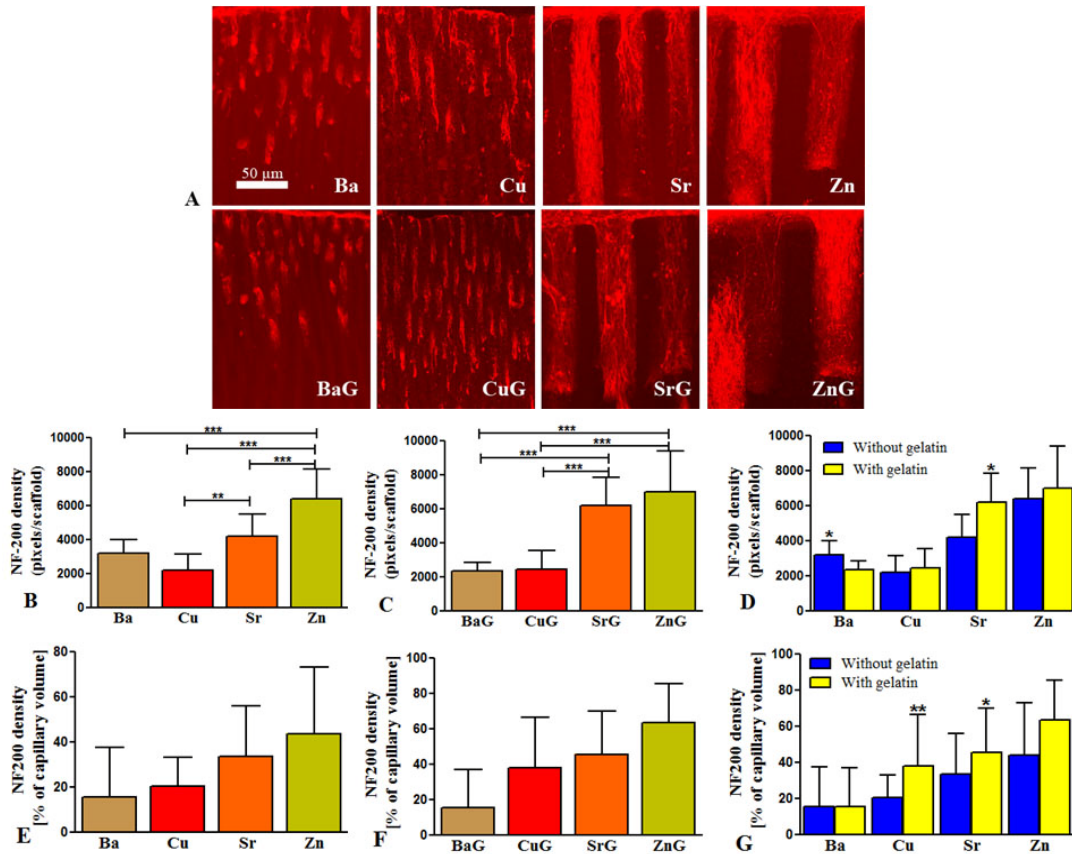 50 µm
A
Ba
Cu
Sr
Zn
BaG
CuG
SrG
ZnG
B
NF-200 density
(pixels/scaffold)
10000
8000
6000
4000
2000
0
***
***
***
**
Ba Cu Sr Zn
C
NF-200 density
(pixels/scaffold)
10000
8000
6000
4000
2000
0
***
***
***
***
BaG CuG SrG ZnG
D
NF-200 density
(pixels/scaffold)
10000
8000
6000
4000
2000
0
Without gelatin
With gelatin
*
*
Ba Cu Sr Zn
E
NF200 density
[% of capillary volume]
80
60
40
20
0
Ba Cu Sr Zn
F
NF200 density
[% of capillary volume]
100
80
60
40
20
0
BaG CuG SrG ZnG
G
NF200 density
[% of capillary volume]
100
80
60
40
20
0
Without gelatin
With gelatin
**
*
Ba Cu Sr Zn